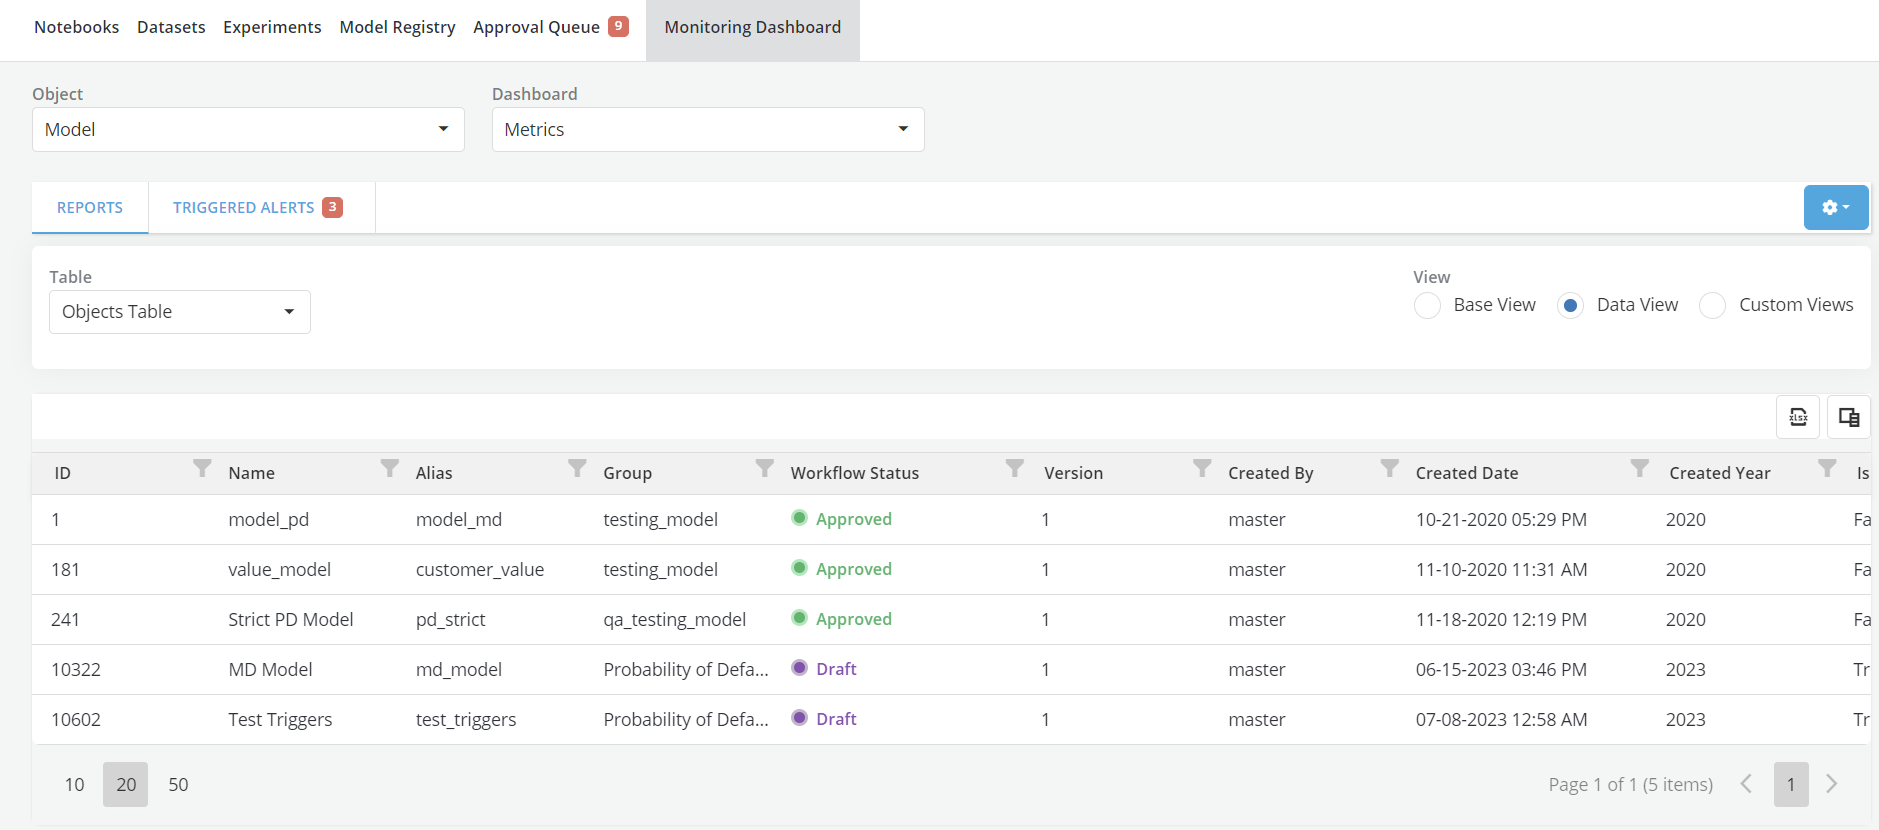 Notebooks Datasets Experiments Model Registry Approval Queue 9 Monitoring Dashboard
Object Dashboard
Model Metrics
REPORTS TRIGGERED ALERTS 3
Table View
Objects Table Base View Data View Custom Views
xlsx
ID Name Alias Group Workflow Status Version Created By Created Date Created Year Is
1 model_pd model_md testing_model Approved 1 master 10-21-2020 05:29 PM 2020 Fa
181 value_model customer_value testing_model Approved 1 master 11-10-2020 11:31 AM 2020 Fa
241 Strict PD Model pd_strict qa_testing_model Approved 1 master 11-18-2020 12:19 PM 2020 Fa
10322 MD Model md_model Probability of Defa... Draft 1 master 06-15-2023 03:46 PM 2023 Tr
10602 Test Triggers test_triggers Probability of Defa... Draft 1 master 07-08-2023 12:58 AM 2023 Tr
10 20 50 Page 1 of 1 (5 items) 1